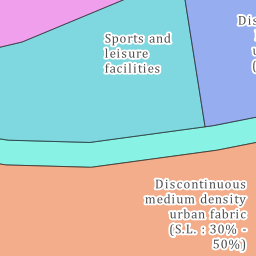 Sports and
leisure
facilities
Discontinuous
medium density
urban fabric
(S.L. : 30% -
50%)